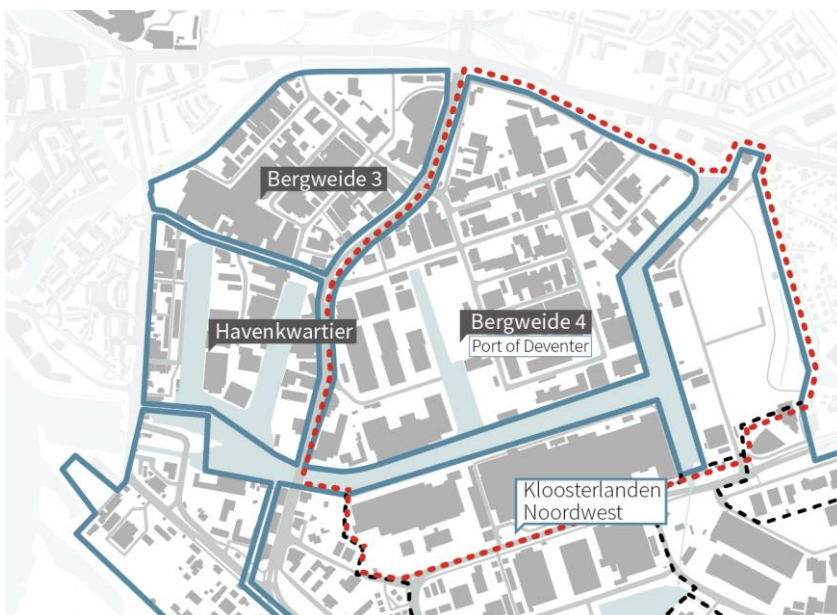 Bergweide 3
Havenkwartier
Bergweide 4
Port of Deventer
Kloosterlanden
Noordwest